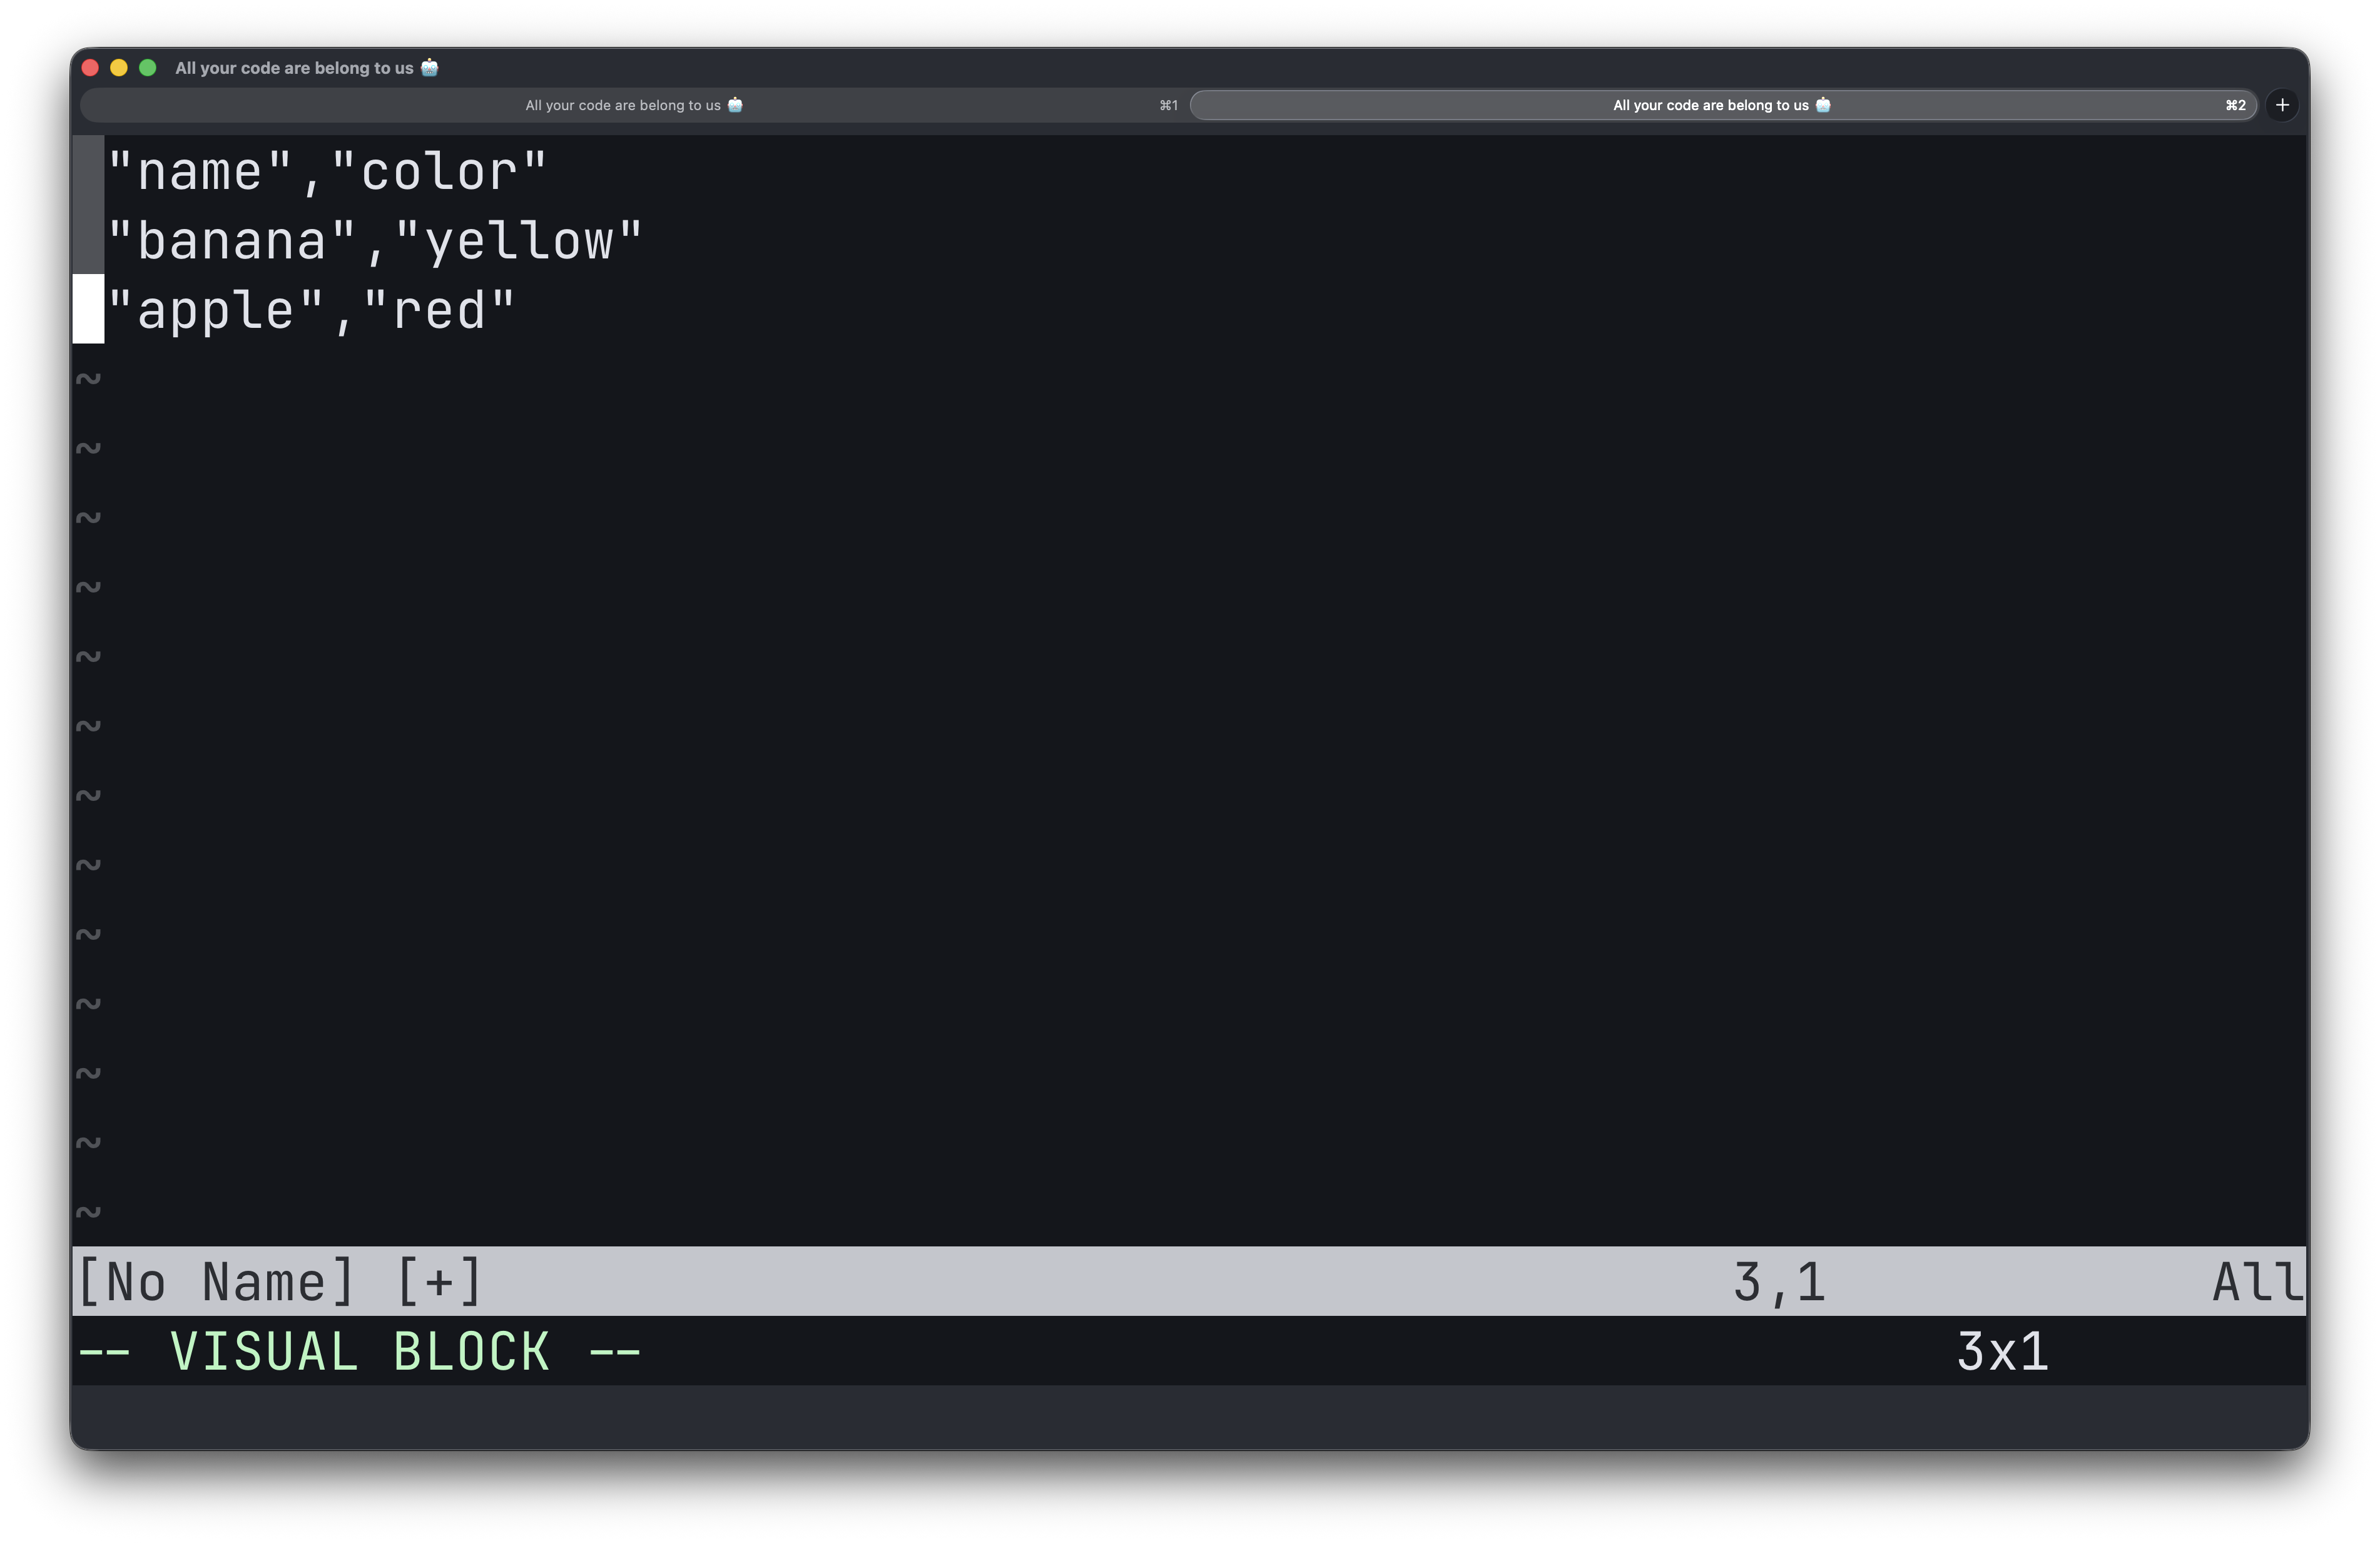 All your code are belong to us 🤖
All your code are belong to us 🤖 ⌘1 All your code are belong to us 🤖 ⌘2 +
"name","color"
"banana","yellow"
"apple","red"
~
~
~
~
~
~
~
~
~
~
~
~
~
[No Name] [+] 3,1 All
-- VISUAL BLOCK -- 3x1